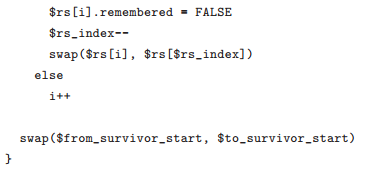 $rs[i].remembered = FALSE
$rs_index--
swap($rs[i], $rs[$rs_index])
else
i++
swap($from_survivor_start, $to_survivor_start)
}